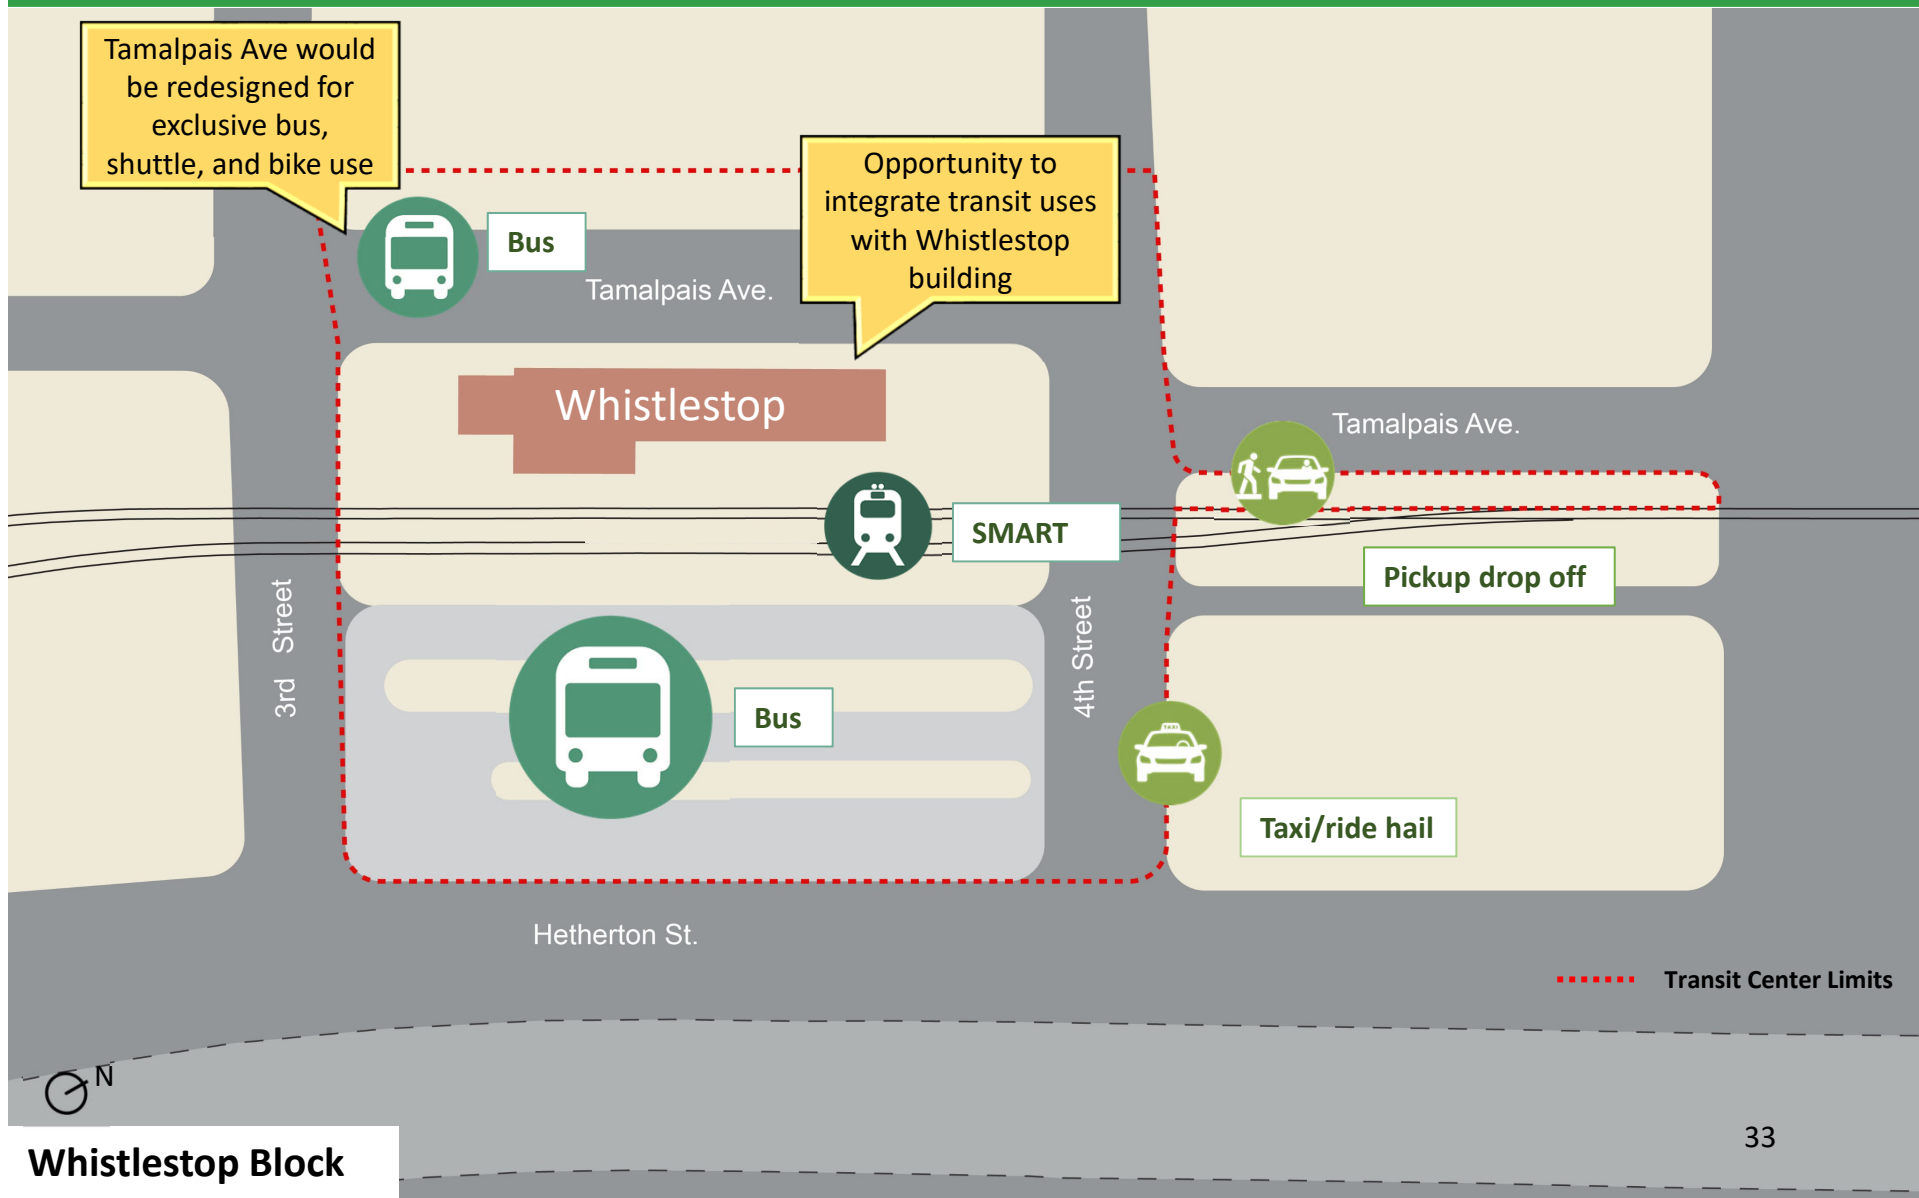 Tamalpais Ave would
be redesigned for
exclusive bus,
shuttle, and bike use
Opportunity to
integrate transit uses
with Whistlestop
building
Bus
Tamalpais Ave.
Whistlestop
Tamalpais Ave.
SMART
Pickup drop off
3rd Street
4th Street
Bus
TAXI
Taxi/ride hail
Hetherton St.
Transit Center Limits
N
Whistlestop Block
33